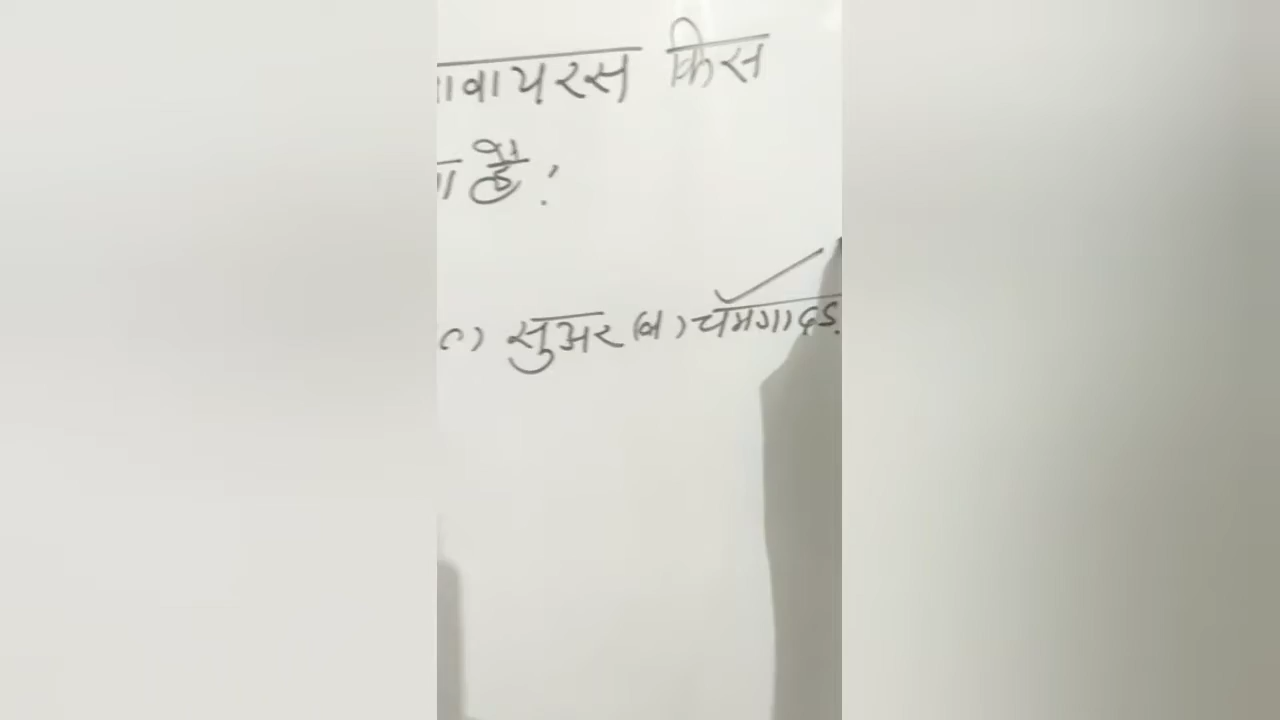 ावायरस किस
ा है?
c) सुअर (d) चमगादड़